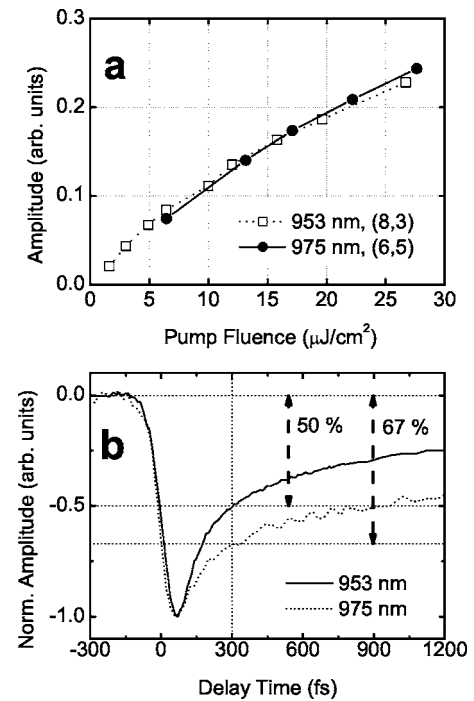 a
0.3
0.2
0.1
0.0
Amplitude (arb. units)
953 nm, (8,3)
975 nm, (6,5)
0 5 10 15 20 25 30
Pump Fluence (μJ/cm²)
b
0.0
-0.5
-1.0
Norm. Amplitude (arb. units)
50 % 67 %
953 nm
975 nm
-300 0 300 600 900 1200
Delay Time (fs)